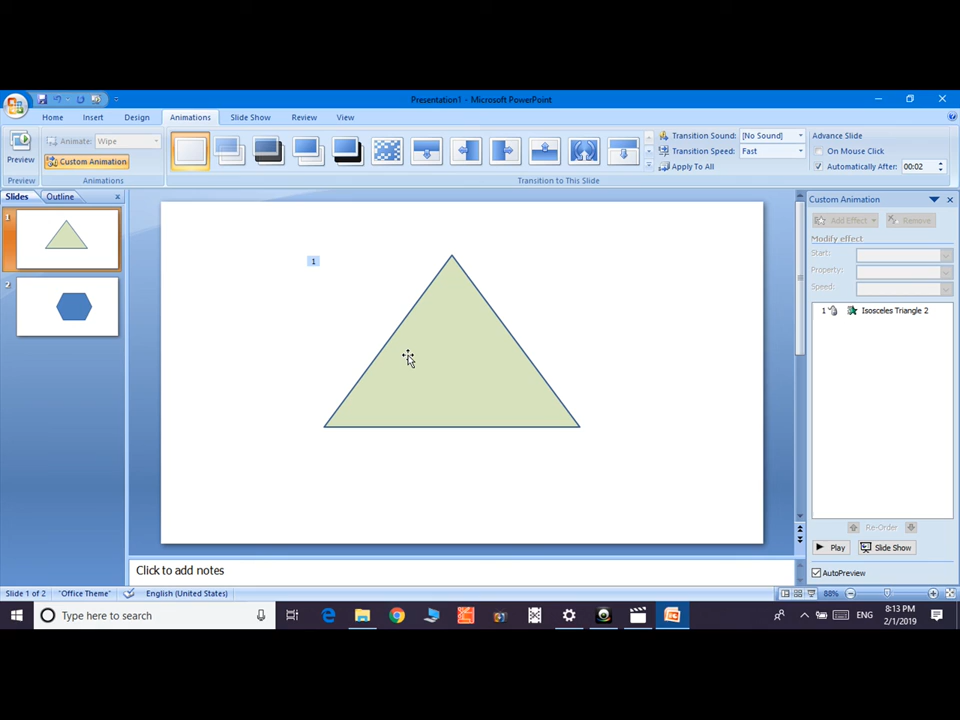 Presentation1 - Microsoft PowerPoint
Home Insert Design Animations Slide Show Review View
Preview
Preview
Animate: Wipe
Custom Animation
Animations
Transition to This Slide
Transition Sound: [No Sound]
Transition Speed: Fast
Apply To All
Advance Slide
On Mouse Click
Automatically After: 00:02
Slides Outline
1
2
1
Custom Animation
Add Effect Remove
Modify effect
Start:
Property:
Speed:
1 Isosceles Triangle 2
Re-Order
Play Slide Show
AutoPreview
Click to add notes
Slide 1 of 2 "Office Theme" English (United States) 88%
Type here to search
ENG
8:13 PM
2/1/2019